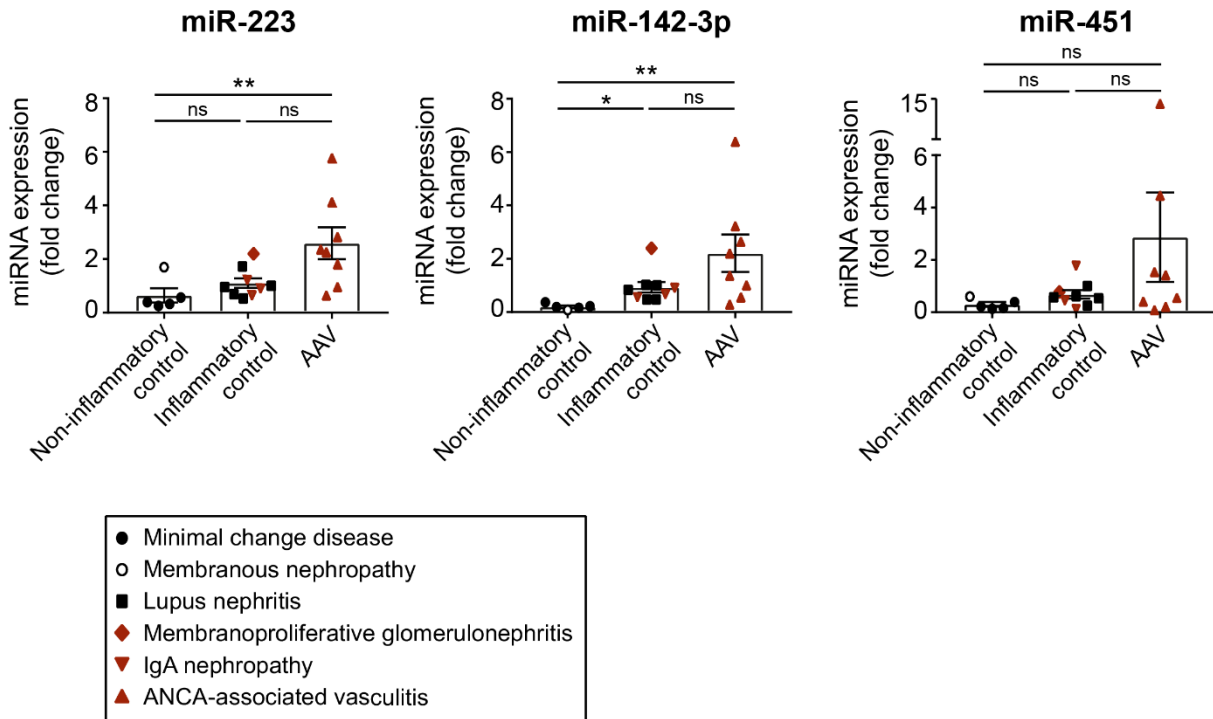 miR-223
miR-142-3p
miR-451
miRNA expression
(fold change)
8
6
4
2
0
**
ns
ns
Non-inflammatory
control
Inflammatory
control
AAV
miRNA expression
(fold change)
8
6
4
2
0
**
*
ns
Non-inflammatory
control
Inflammatory
control
AAV
miRNA expression
(fold change)
15
6
4
2
0
ns
ns
ns
Non-inflammatory
control
Inflammatory
control
AAV
Minimal change disease
Membranous nephropathy
Lupus nephritis
Membranoproliferative glomerulonephritis
IgA nephropathy
ANCA-associated vasculitis